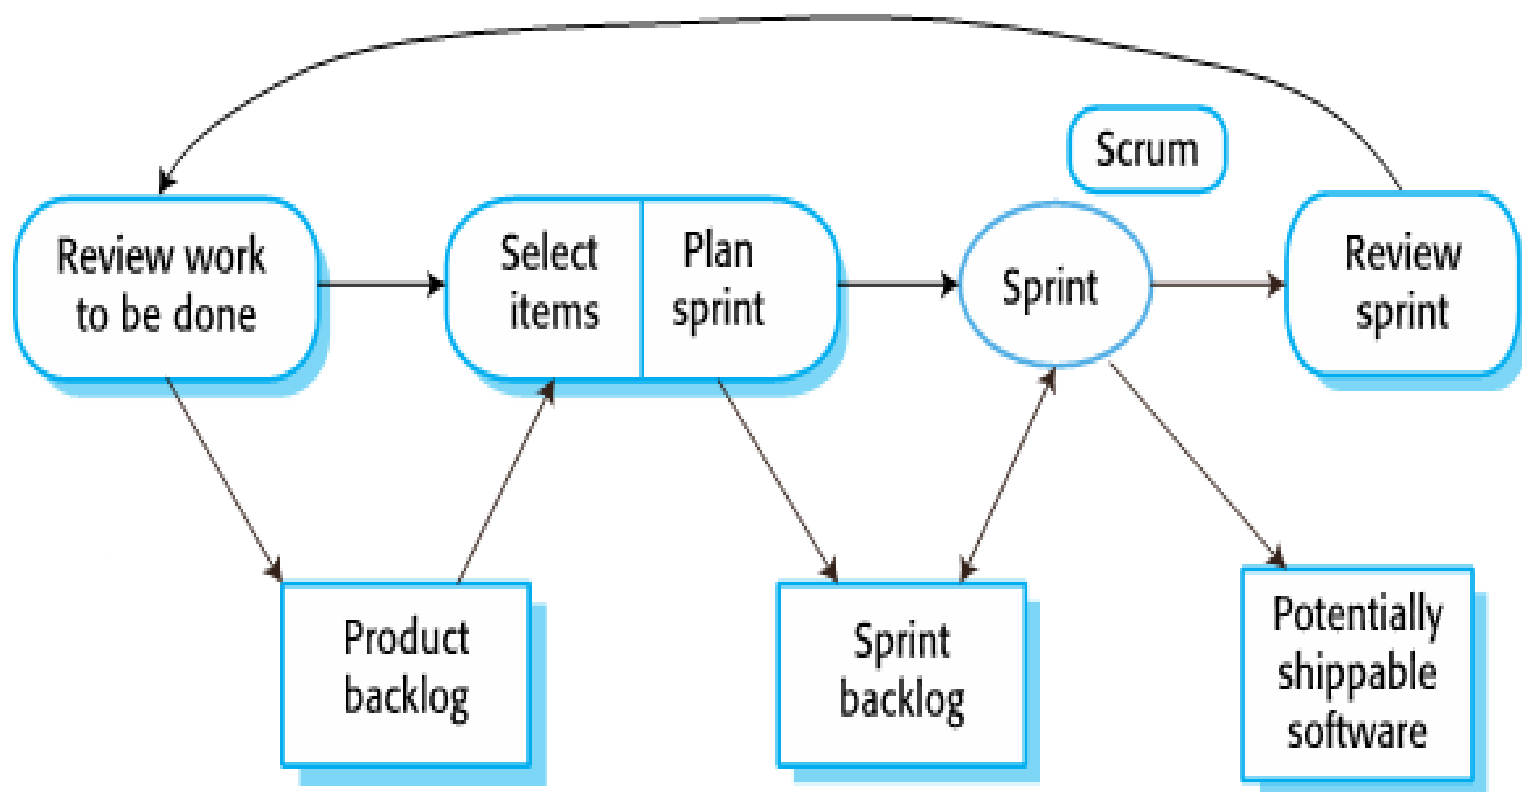 Scrum
Review work
to be done
Select
items
Plan
sprint
Sprint
Review
sprint
Product
backlog
Sprint
backlog
Potentially
shippable
software